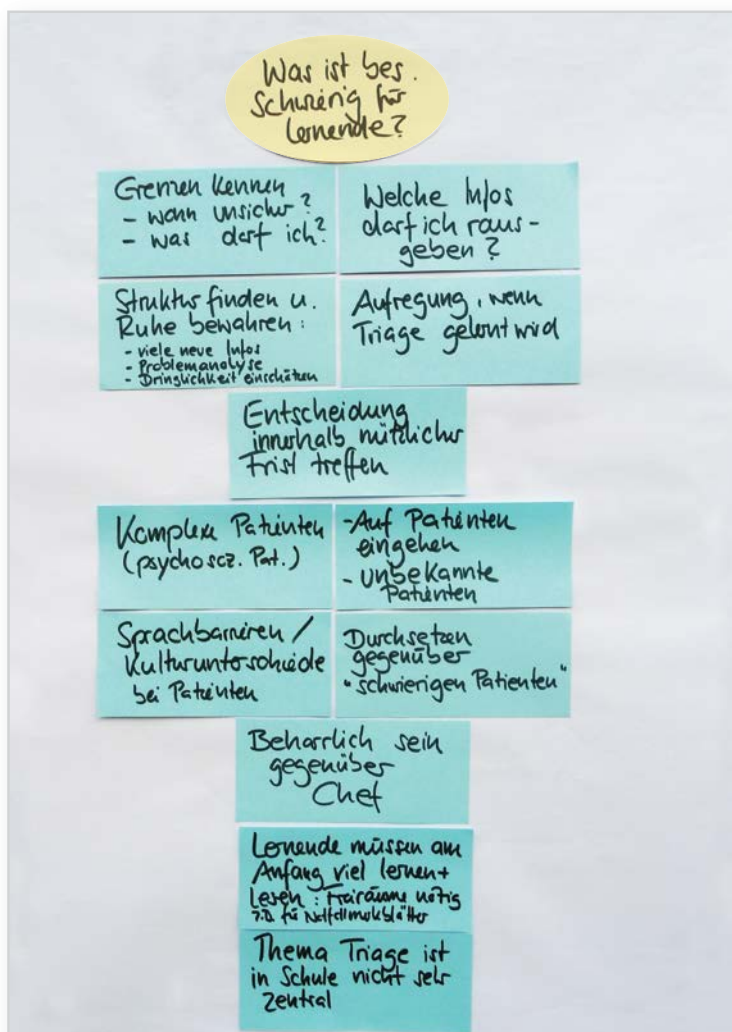 Was ist bes.
schwierig für
Lernende?
Grenzen kennen
- wann unsicher?
- was darf ich?
Welche Infos
darf ich raus-
geben?
Struktur finden u.
Ruhe bewahren:
- viele neue Infos
- Problemanalyse
- Dringlichkeit einschätzen
Aufregung, wenn
Triage gelernt wird
Entscheidung
innerhalb nützlicher
Frist treffen
Komplexe Patienten
(psychosoz. Pat.)
- Auf Patienten
eingehen
- unbekannte
Patienten
Sprachbarrieren /
Kulturunterschiede
bei Patienten
Durchsetzen
gegenüber
"schwierigen Patienten"
Beharrlich sein
gegenüber
Chef
Lernende müssen am
Anfang viel lernen +
lesen: Freiräume nötig
z.B. für Notfallmerkblätter
Thema Triage ist
in Schule nicht sehr
zentral